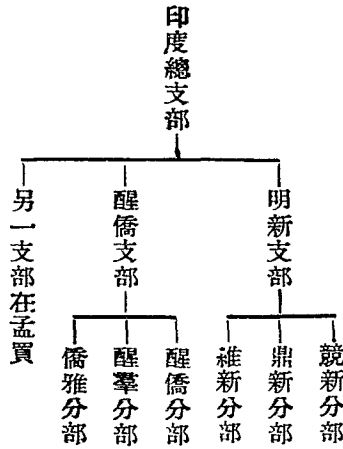 印度總支部
明新支部
醒僑支部
另一支部在孟買
競新分部
鼎新分部
維新分部
醒僑分部
醒羣分部
僑雅分部